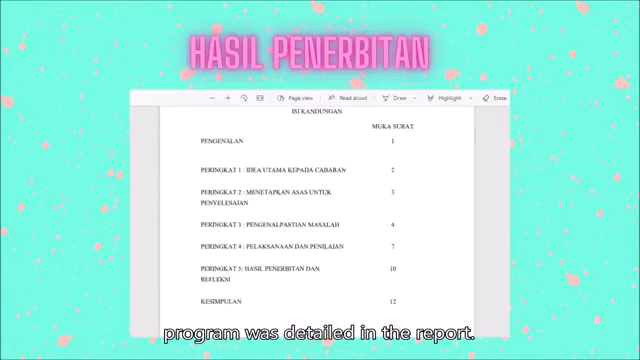 HASIL PENERBITAN
Page view
Read aloud
Draw
Highlight
Erase
ISI KANDUNGAN
MUKA SURAT
PENGENALAN 1
PERINGKAT 1 : IDEA UTAMA KEPADA CABARAN 2
PERINGKAT 2 : MENETAPKAN ASAS UNTUK 3
PENYELESAIAN
PERINGKAT 3 : PENGENALPASTIAN MASALAH 4
PERINGKAT 4 : PELAKSANAAN DAN PENILAIAN 7
PERINGKAT 5: HASIL PENERBITAN DAN 10
REFLEKSI
KESIMPULAN 12
program was detailed in the report.